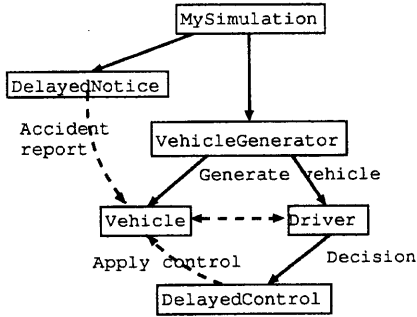 MySimulation
DelayedNotice
Accident
report
VehicleGenerator
Generate vehicle
Vehicle
Driver
Apply control
Decision
DelayedControl